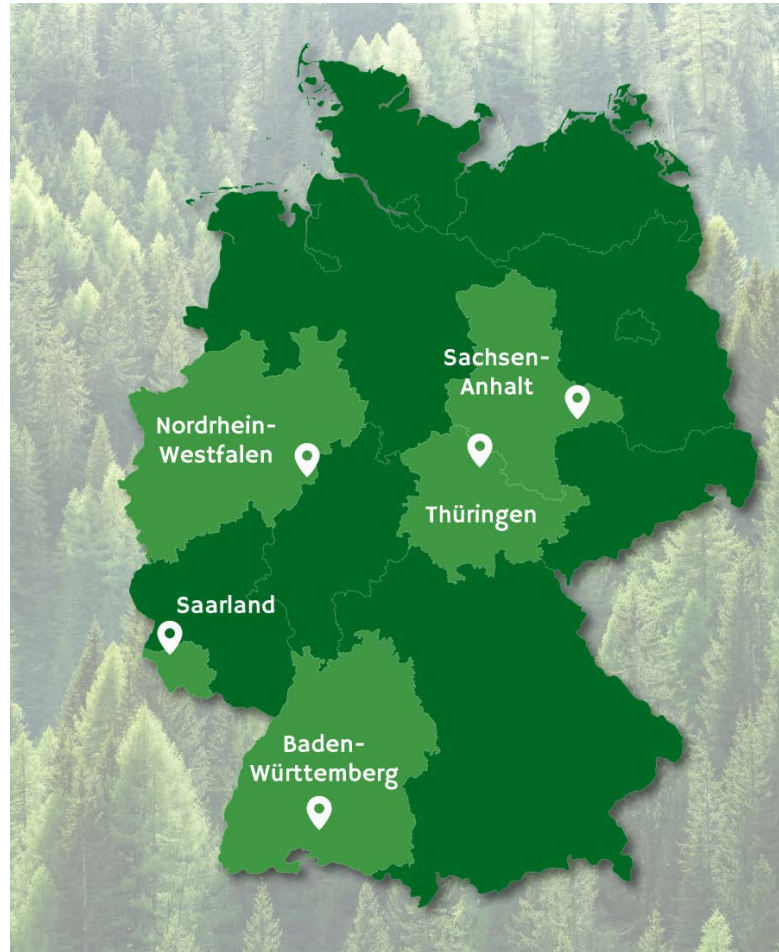 Sachsen-
Anhalt
Nordrhein-
Westfalen
Thüringen
Saarland
Baden-
Württemberg